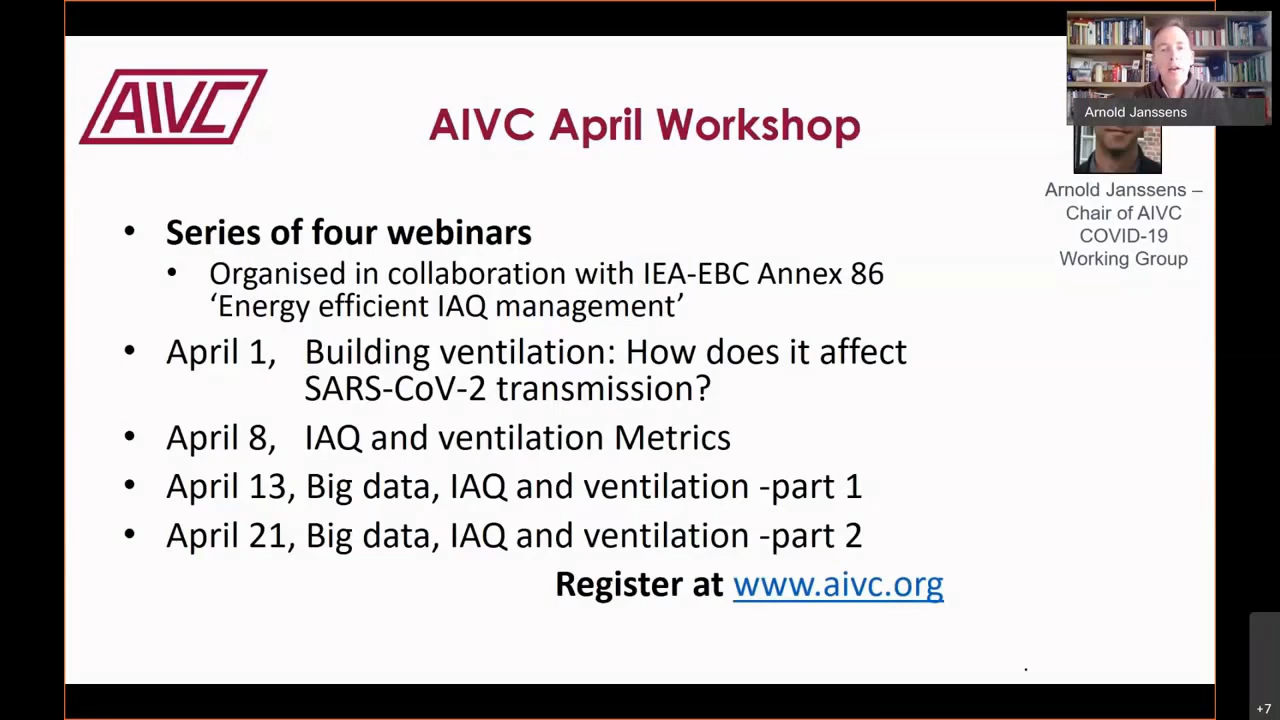 AIVC
AIVC April Workshop
Arnold Janssens
Arnold Janssens –
Chair of AIVC
COVID-19
Working Group
• Series of four webinars
• Organised in collaboration with IEA-EBC Annex 86
‘Energy efficient IAQ management’
• April 1, Building ventilation: How does it affect
SARS-CoV-2 transmission?
• April 8, IAQ and ventilation Metrics
• April 13, Big data, IAQ and ventilation -part 1
• April 21, Big data, IAQ and ventilation -part 2
Register at www.aivc.org
.
+7